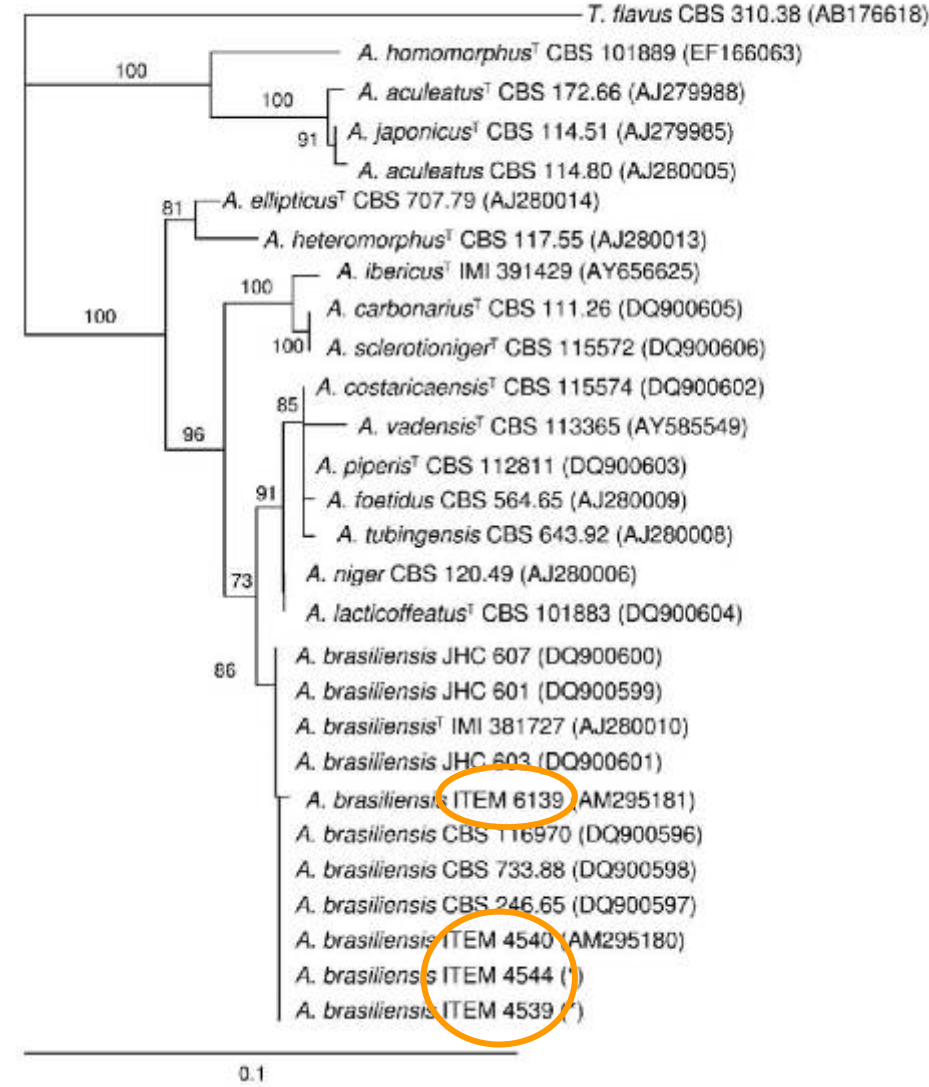 T. flavus CBS 310.38 (AB176618)
A. homomorphusᵀ CBS 101889 (EF166063)
100
A. aculeatusᵀ CBS 172.66 (AJ279988)
100
A. japonicusᵀ CBS 114.51 (AJ279985)
91
A. aculeatus CBS 114.80 (AJ280005)
A. ellipticusᵀ CBS 707.79 (AJ280014)
81
A. heteromorphusᵀ CBS 117.55 (AJ280013)
A. ibericusᵀ IMI 391429 (AY656625)
100
A. carbonariusᵀ CBS 111.26 (DQ900605)
100
A. sclerotionigerᵀ CBS 115572 (DQ900606)
100
A. costaricaensisᵀ CBS 115574 (DQ900602)
85
A. vadensisᵀ CBS 113365 (AY585549)
96
A. piperisᵀ CBS 112811 (DQ900603)
91
A. foetidus CBS 564.65 (AJ280009)
A. tubingensis CBS 643.92 (AJ280008)
A. niger CBS 120.49 (AJ280006)
73
A. lacticoffeatusᵀ CBS 101883 (DQ900604)
A. brasiliensis JHC 607 (DQ900600)
86
A. brasiliensis JHC 601 (DQ900599)
A. brasiliensisᵀ IMI 381727 (AJ280010)
A. brasiliensis JHC 603 (DQ900601)
A. brasiliensis ITEM 6139 (AM295181)
A. brasiliensis CBS 116970 (DQ900596)
A. brasiliensis CBS 733.88 (DQ900598)
A. brasiliensis CBS 246.65 (DQ900597)
A. brasiliensis ITEM 4540 (AM295180)
A. brasiliensis ITEM 4544 (*)
A. brasiliensis ITEM 4539 (*)
0.1